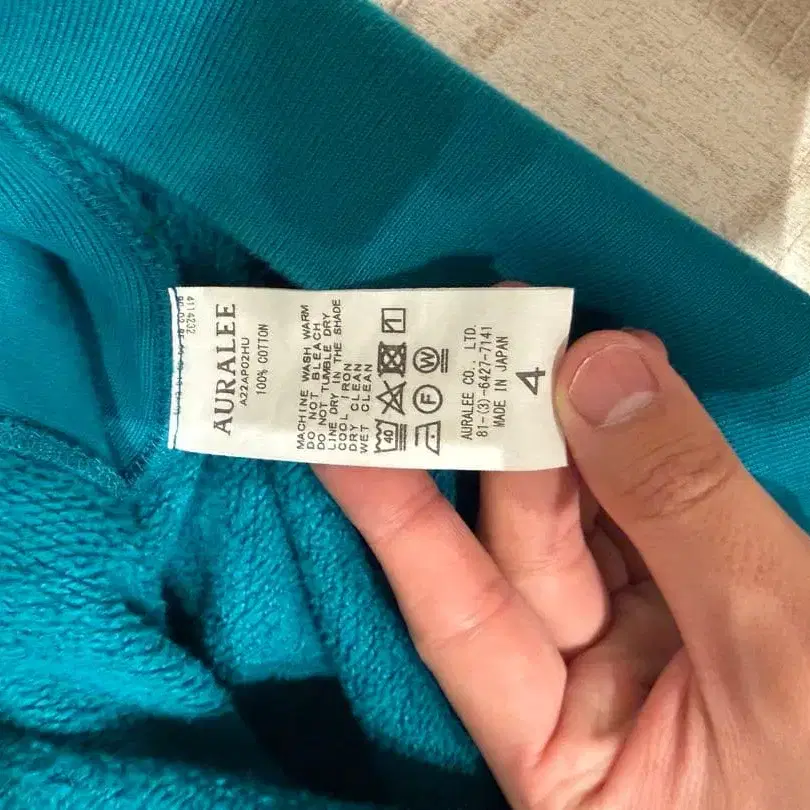 AURALEE
A22AP02HU
100% COTTON
MACHINE WASH WARM
DO NOT BLEACH
DO NOT TUMBLE DRY
LINE DRY IN THE SHADE
COOL IRON
DRY CLEAN
WET CLEAN
40
F
W
AURALEE CO., LTD.
81-(3)-6427-7141
MADE IN JAPAN
4
4114232